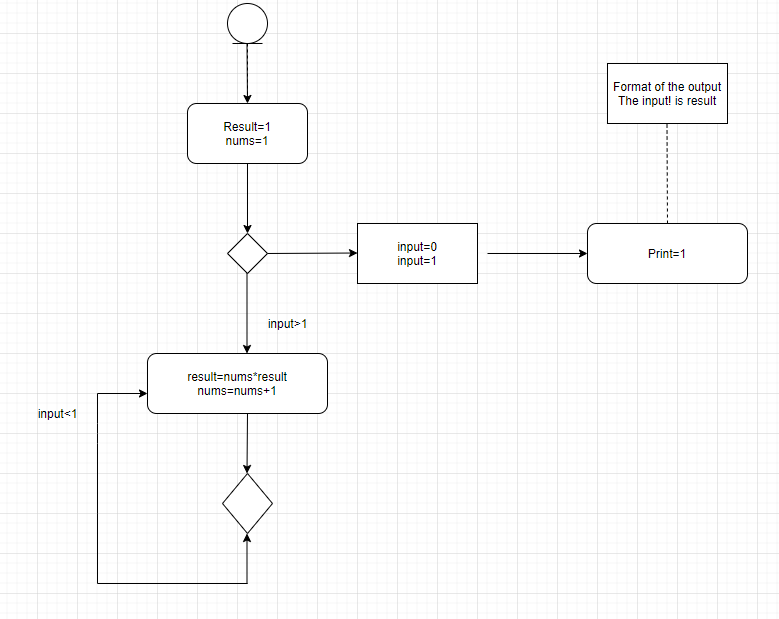 Format of the output
The input! is result
Result=1
nums=1
input=0
input=1
Print=1
input>1
result=nums*result
nums=nums+1
input<1